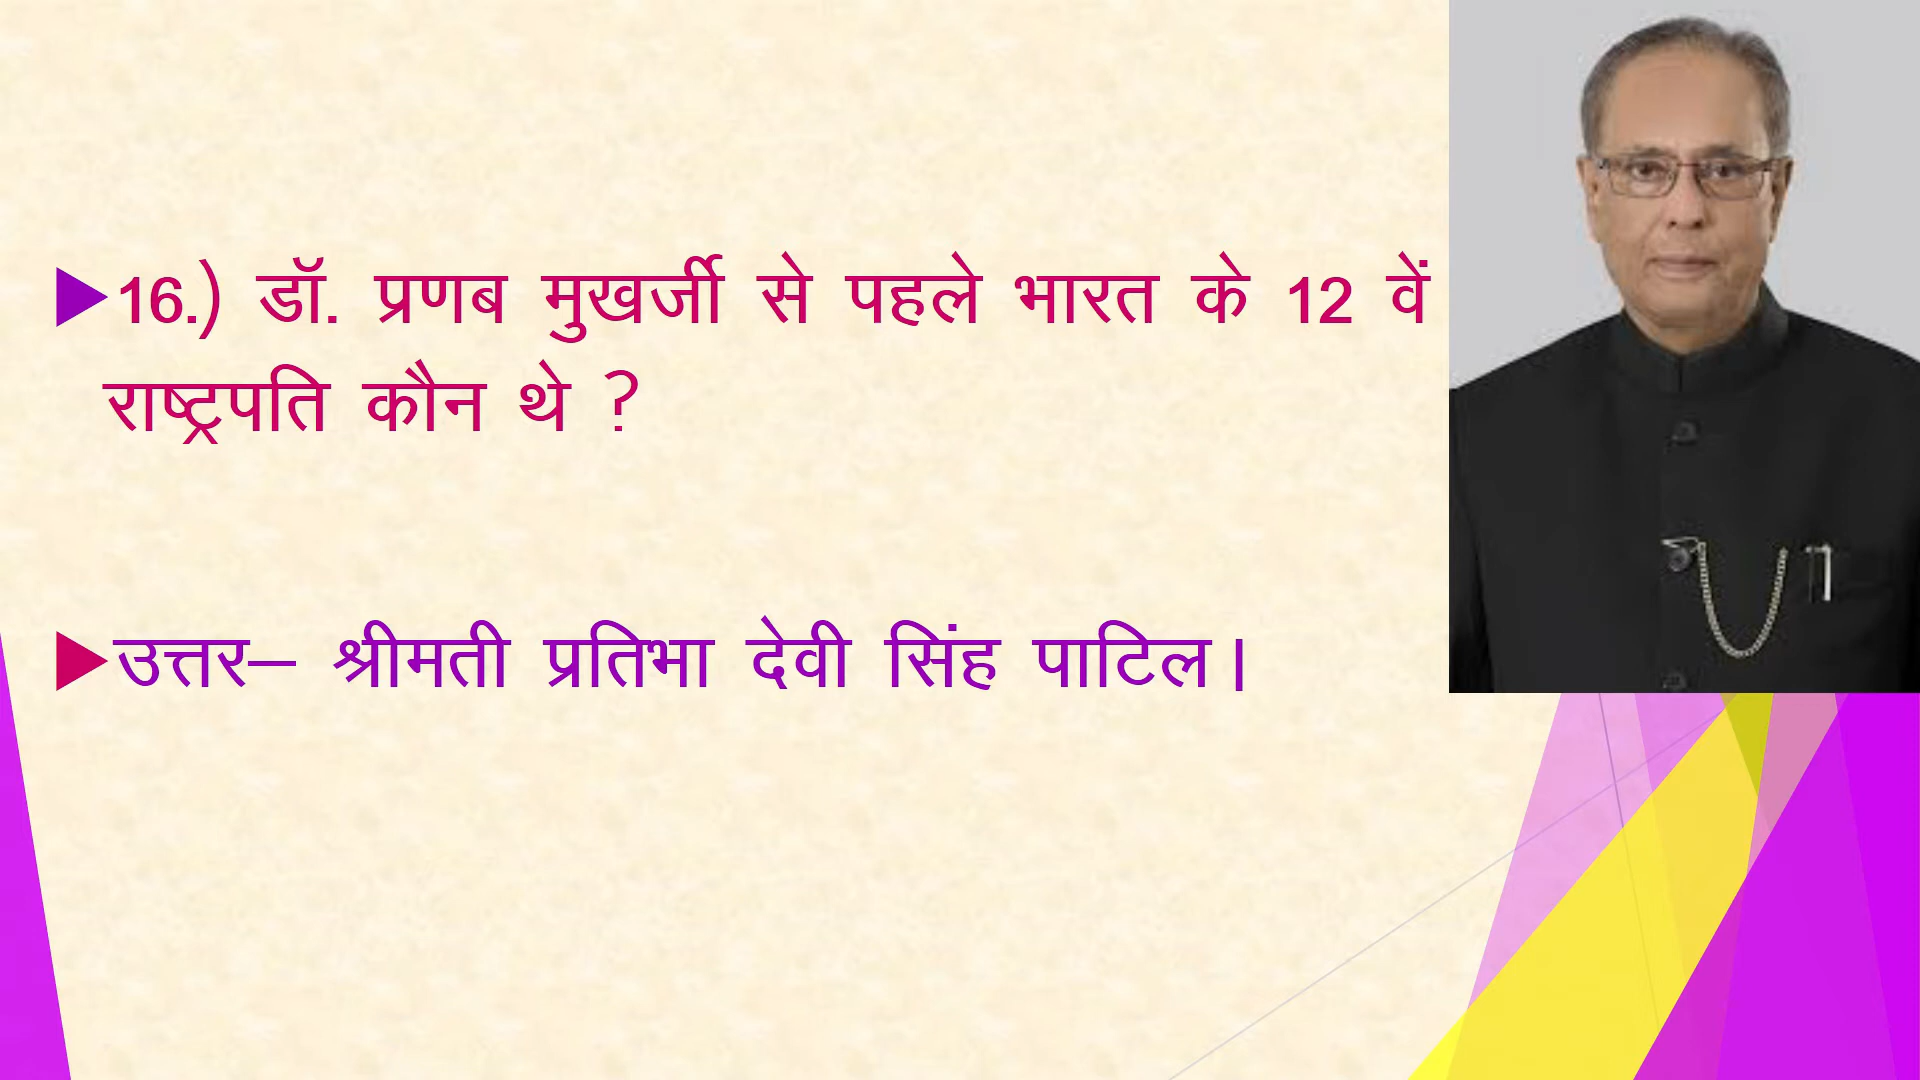 16.) डॉ. प्रणब मुखर्जी से पहले भारत के 12 वें
राष्ट्रपति कौन थे ?
उत्तर– श्रीमती प्रतिभा देवी सिंह पाटिल।